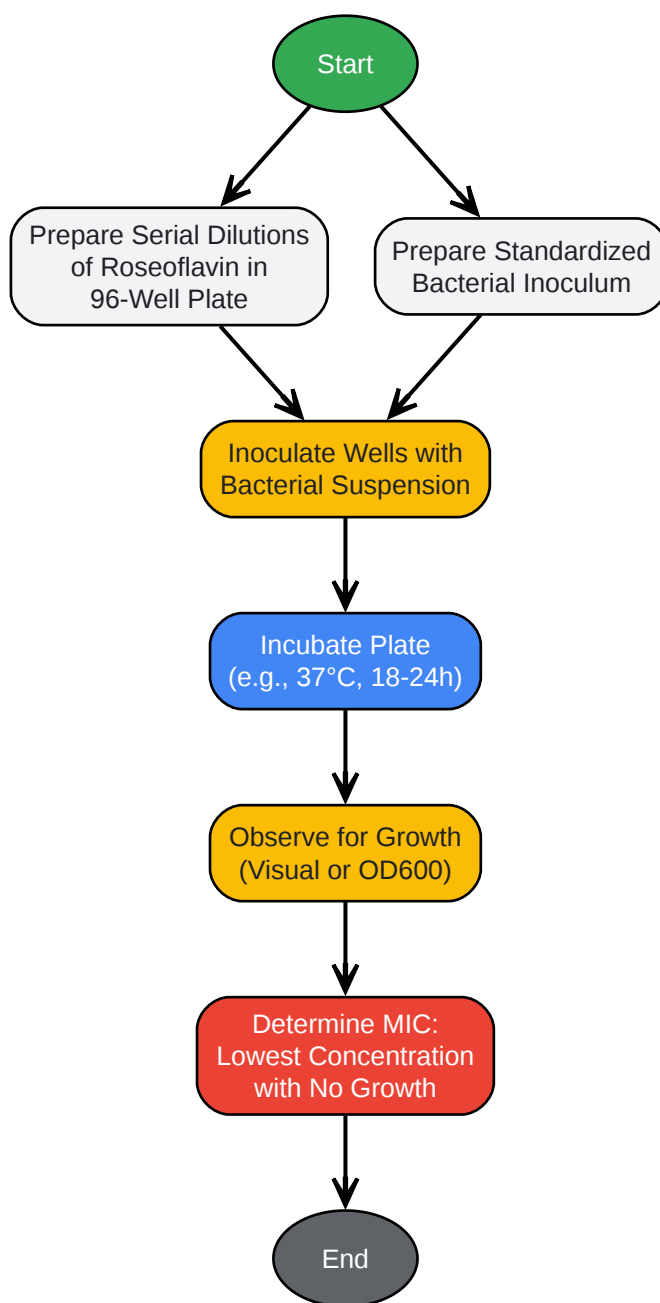 Start
Prepare Serial Dilutions
of Roseoflavin in
96-Well Plate
Prepare Standardized
Bacterial Inoculum
Inoculate Wells with
Bacterial Suspension
Incubate Plate
(e.g., 37°C, 18-24h)
Observe for Growth
(Visual or OD600)
Determine MIC:
Lowest Concentration
with No Growth
End